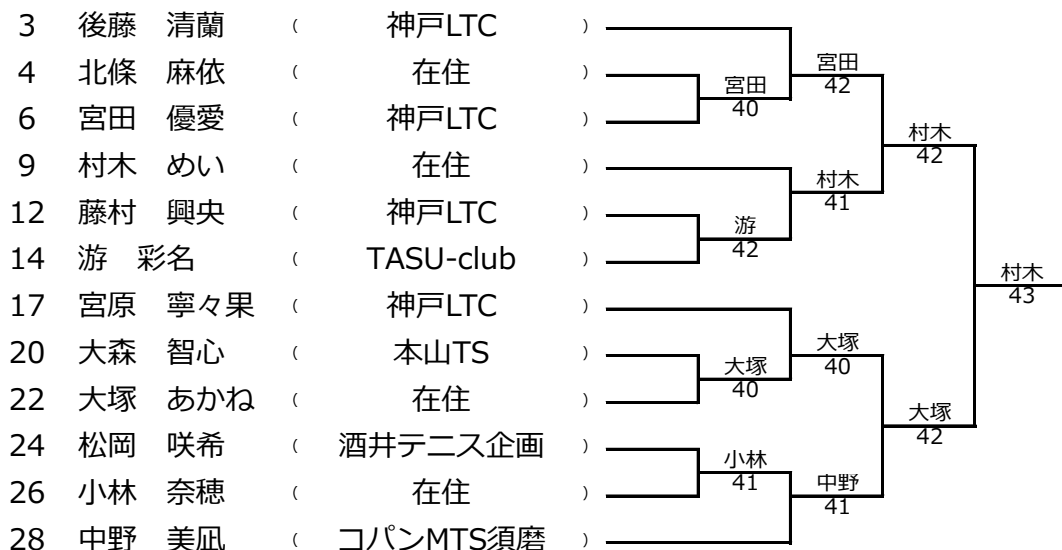 3 後藤 清蘭 ( 神戸LTC )
4 北條 麻依 ( 在住 )
6 宮田 優愛 ( 神戸LTC )
9 村木 めい ( 在住 )
12 藤村 興央 ( 神戸LTC )
14 游 彩名 ( TASU-club )
17 宮原 寧々果 ( 神戸LTC )
20 大森 智心 ( 本山TS )
22 大塚 あかね ( 在住 )
24 松岡 咲希 ( 酒井テニス企画 )
26 小林 奈穂 ( 在住 )
28 中野 美凪 ( コパンMTS須磨 )
宮田
40
游
42
大塚
40
小林
41
宮田
42
村木
41
大塚
40
中野
41
村木
42
大塚
42
村木
43